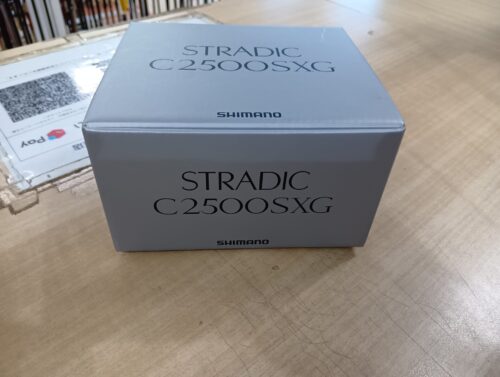 STRADIC
C2500SXG
SHIMANO
STRADIC
C2500SXG
SHIMANO
Pay